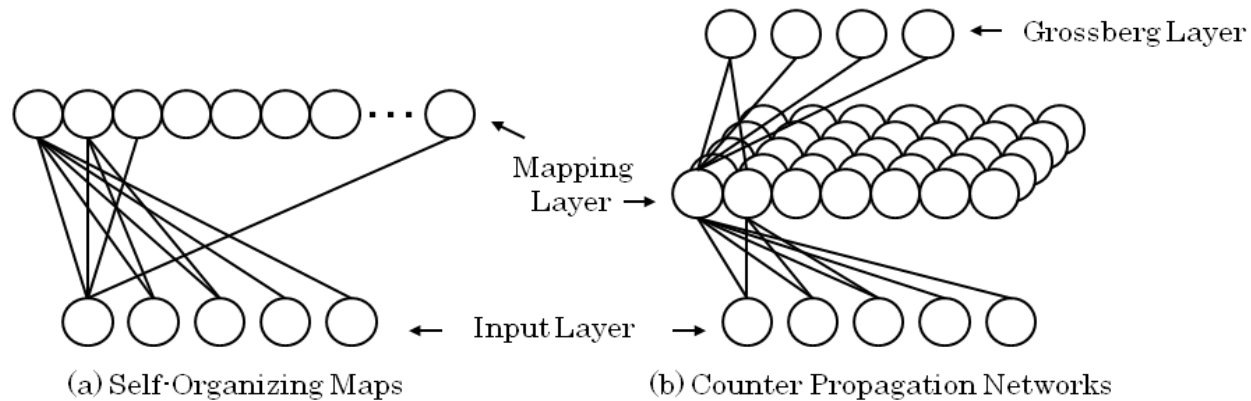 Grossberg Layer
...
Mapping
Layer
Input Layer
(a) Self-Organizing Maps
(b) Counter Propagation Networks